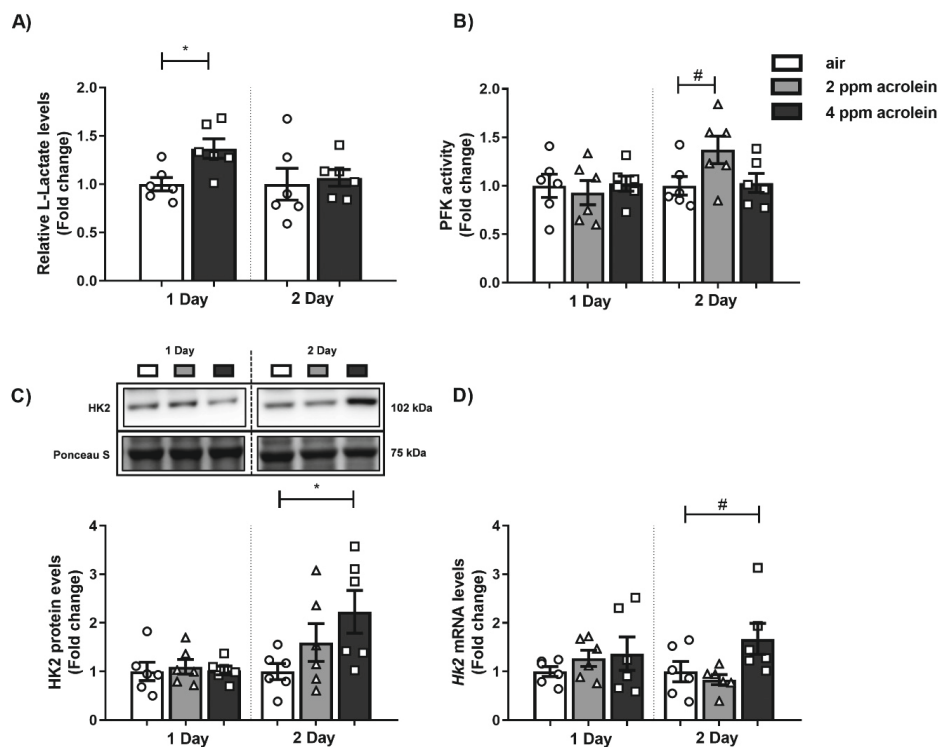 A)
Relative L-Lactate levels
(Fold change)
2.0
1.5
1.0
0.5
0.0
*
1 Day
2 Day
B)
PFK activity
(Fold change)
2.0
1.5
1.0
0.5
0.0
#
1 Day
2 Day
air
2 ppm acrolein
4 ppm acrolein
C)
1 Day
2 Day
HK2
102 kDa
Ponceau S
75 kDa
HK2 protein evels
(Fold change)
4
3
2
1
0
*
1 Day
2 Day
D)
Hk2 mRNA levels
(Fold change)
4
3
2
1
0
#
1 Day
2 Day